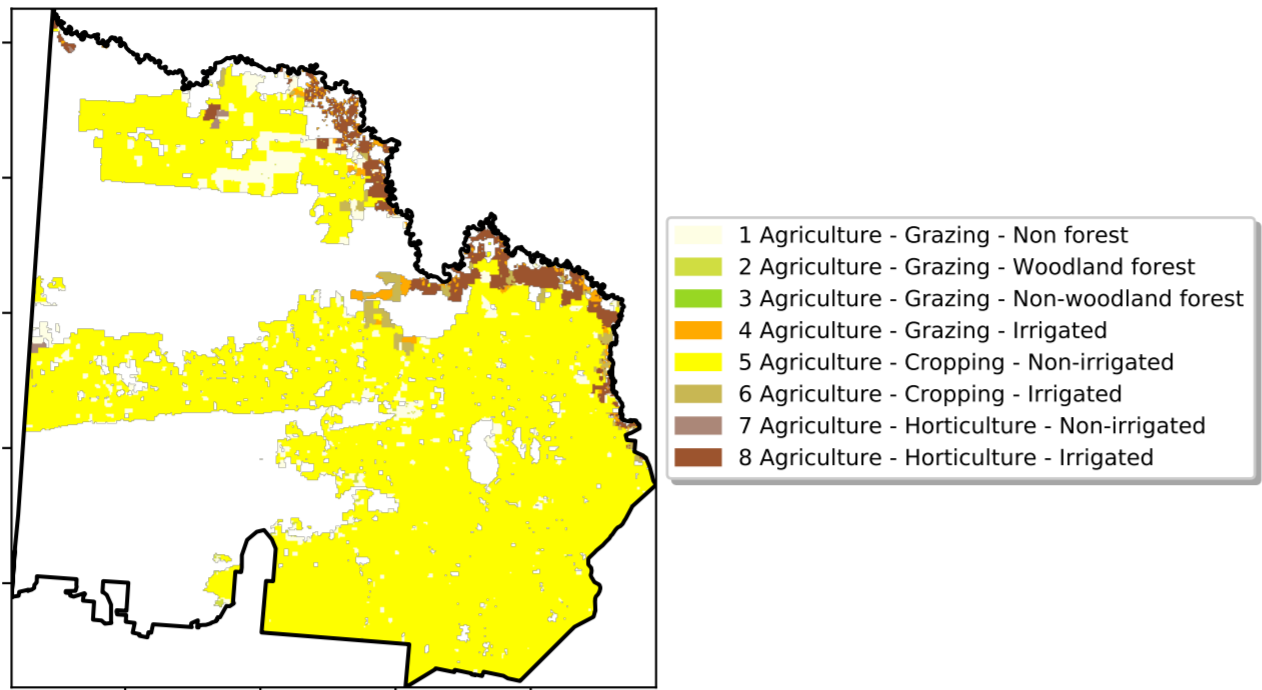 1 Agriculture - Grazing - Non forest
2 Agriculture - Grazing - Woodland forest
3 Agriculture - Grazing - Non-woodland forest
4 Agriculture - Grazing - Irrigated
5 Agriculture - Cropping - Non-irrigated
6 Agriculture - Cropping - Irrigated
7 Agriculture - Horticulture - Non-irrigated
8 Agriculture - Horticulture - Irrigated